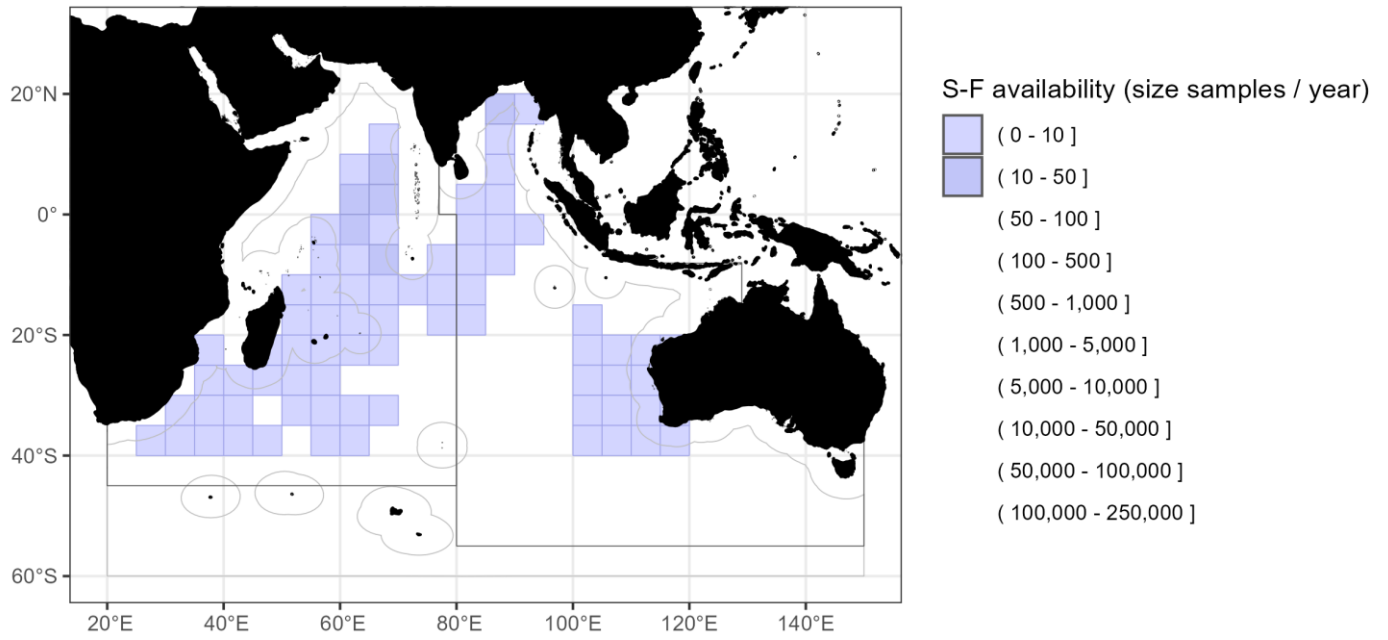 S-F availability (size samples / year)
( 0 - 10 ]
( 10 - 50 ]
( 50 - 100 ]
( 100 - 500 ]
( 500 - 1,000 ]
( 1,000 - 5,000 ]
( 5,000 - 10,000 ]
( 10,000 - 50,000 ]
( 50,000 - 100,000 ]
( 100,000 - 250,000 ]
20°N
0°
20°S
40°S
60°S
20°E 40°E 60°E 80°E 100°E 120°E 140°E